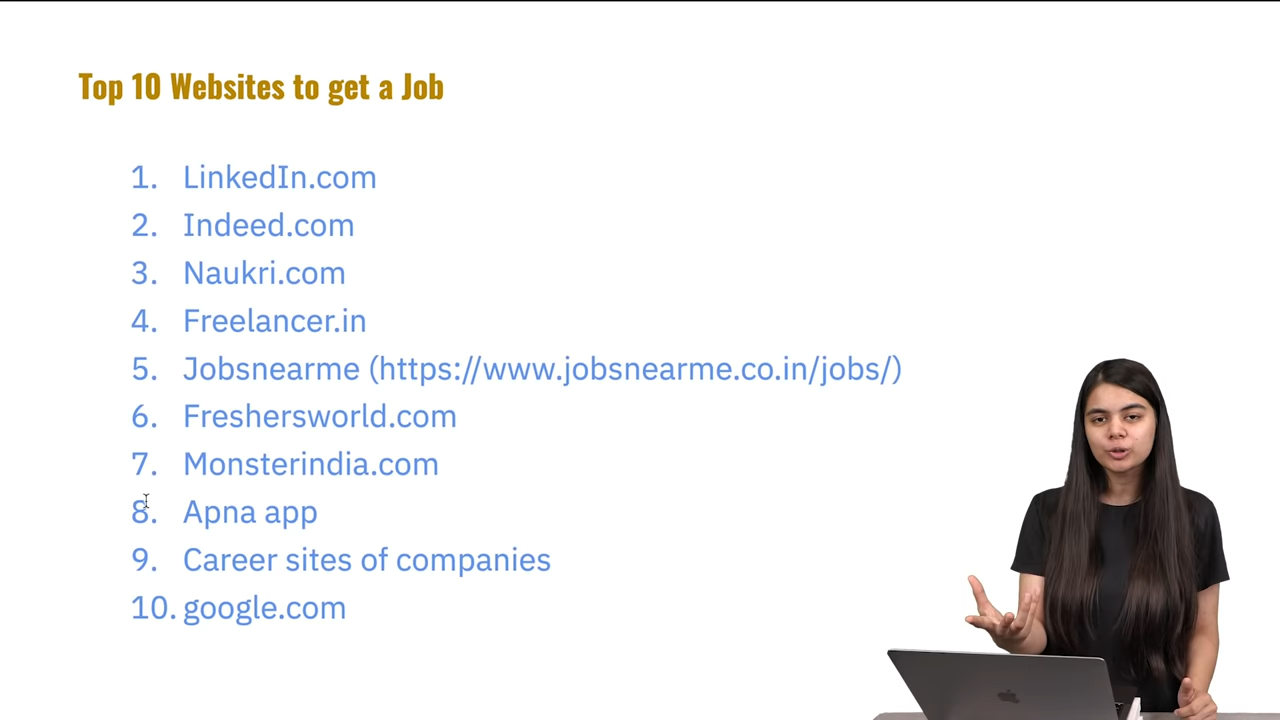 Top 10 Websites to get a Job
1. LinkedIn.com
2. Indeed.com
3. Naukri.com
4. Freelancer.in
5. Jobsnearme (https://www.jobsnearme.co.in/jobs/)
6. Freshersworld.com
7. Monsterindia.com
8. Apna app
9. Career sites of companies
10. google.com